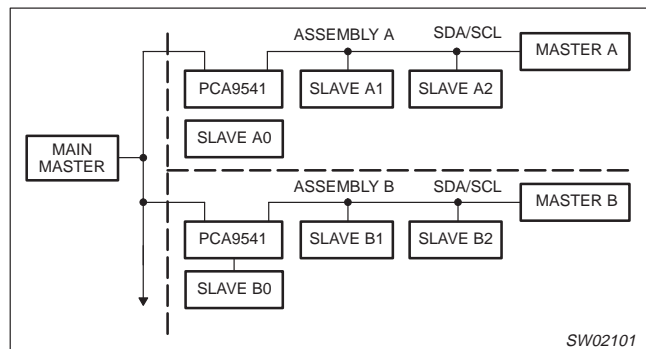 ASSEMBLY A
SDA/SCL
MASTER A
PCA9541
SLAVE A1
SLAVE A2
SLAVE A0
MAIN
MASTER
ASSEMBLY B
SDA/SCL
MASTER B
PCA9541
SLAVE B1
SLAVE B2
SLAVE B0
SW02101